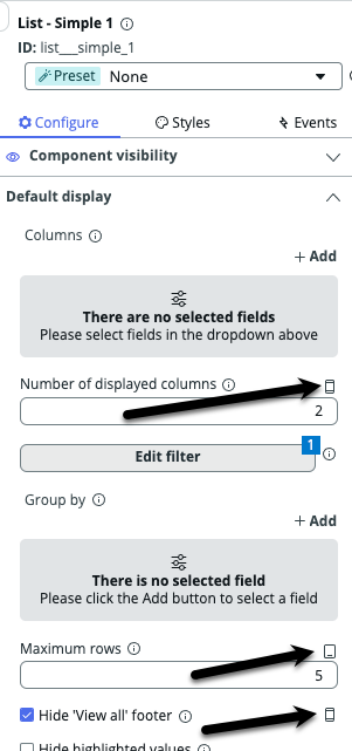 List - Simple 1
ID: list___simple_1
Preset None
Configure Styles Events
Component visibility
Default display
Columns
+ Add
There are no selected fields
Please select fields in the dropdown above
Number of displayed columns
2
1
Edit filter
Group by
+ Add
There is no selected field
Please click the Add button to select a field
Maximum rows
5
Hide 'View all' footer
Hide highlighted values